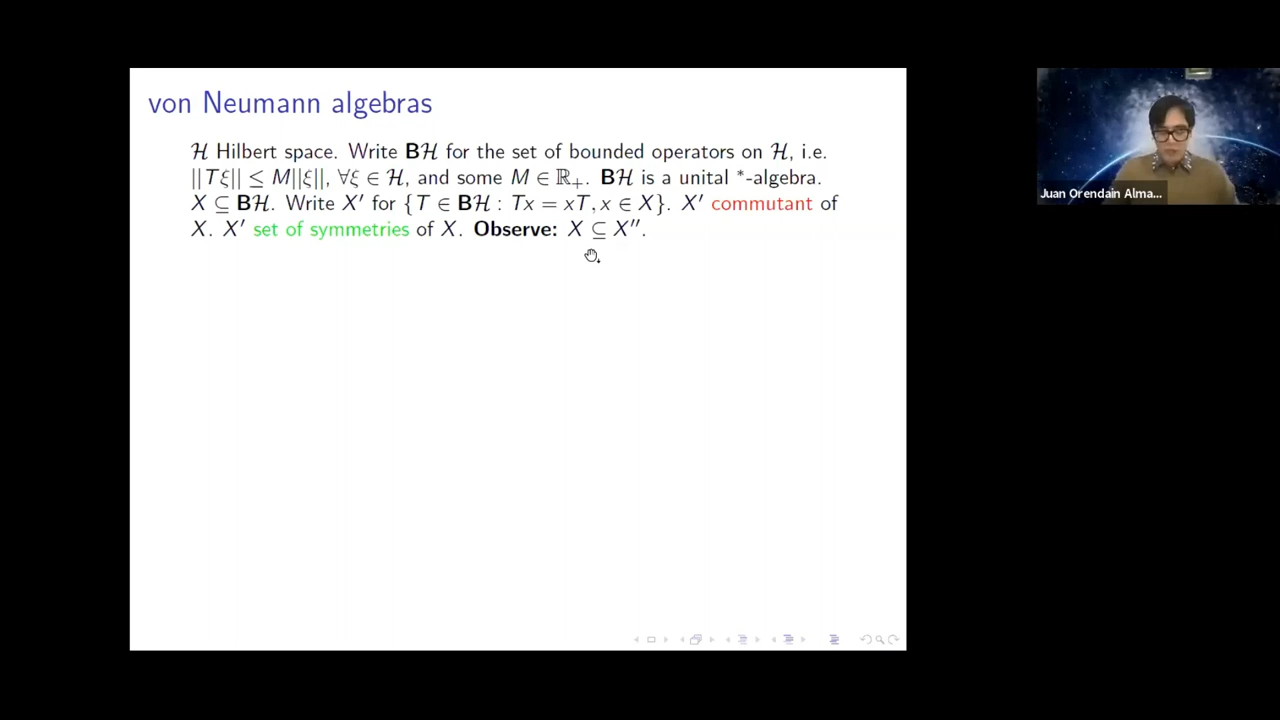 von Neumann algebras
ℋ Hilbert space. Write 𝐁ℋ for the set of bounded operators on ℋ, i.e.
||Tξ|| ≤ M||ξ||, ∀ξ ∈ ℋ, and some M ∈ ℝ₊. 𝐁ℋ is a unital *-algebra.
X ⊆ 𝐁ℋ. Write X′ for {T ∈ 𝐁ℋ : Tx = xT, x ∈ X}. X′ commutant of
X. X′ set of symmetries of X. Observe: X ⊆ X′′.
Juan Orendain Alma...